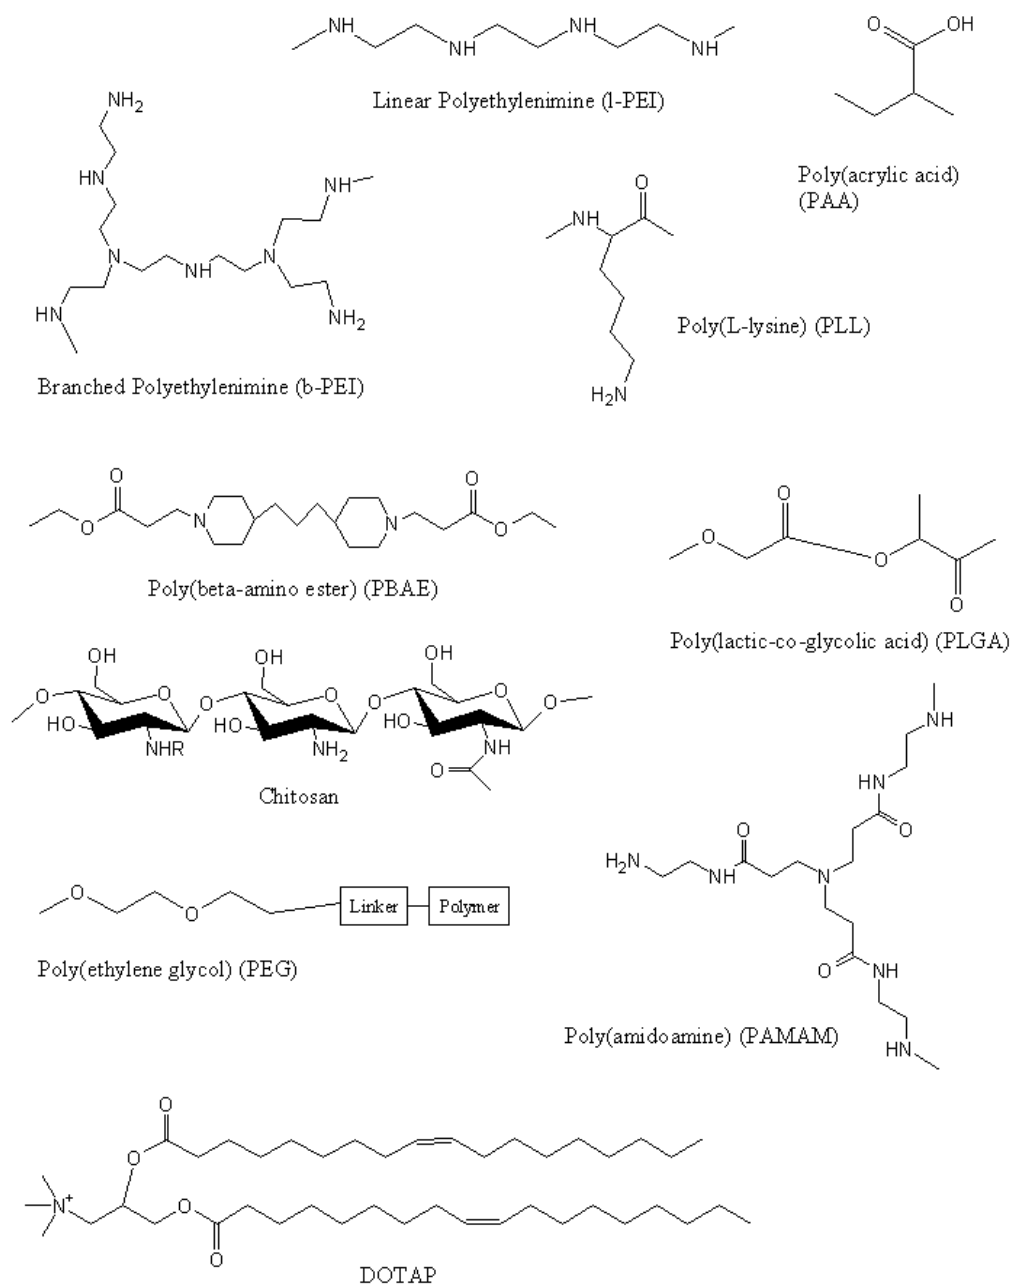 NH
NH
NH
NH
Linear Polyethylenimine (l-PEI)
O
OH
Poly(acrylic acid)
(PAA)
NH2
HN
NH
N
NH
N
HN
NH2
Branched Polyethylenimine (b-PEI)
O
NH
H2N
Poly(L-lysine) (PLL)
O
O
N
N
O
O
Poly(beta-amino ester) (PBAE)
O
O
O
O
Poly(lactic-co-glycolic acid) (PLGA)
OH
OH
OH
O
O
O
O
O
O
O
HO
HO
HO
NHR
NH2
NH
O
Chitosan
O
O
Linker
Polymer
Poly(ethylene glycol) (PEG)
NH
HN
O
O
H2N
NH
N
O
NH
HN
Poly(amidoamine) (PAMAM)
O
O
N+
O
O
DOTAP